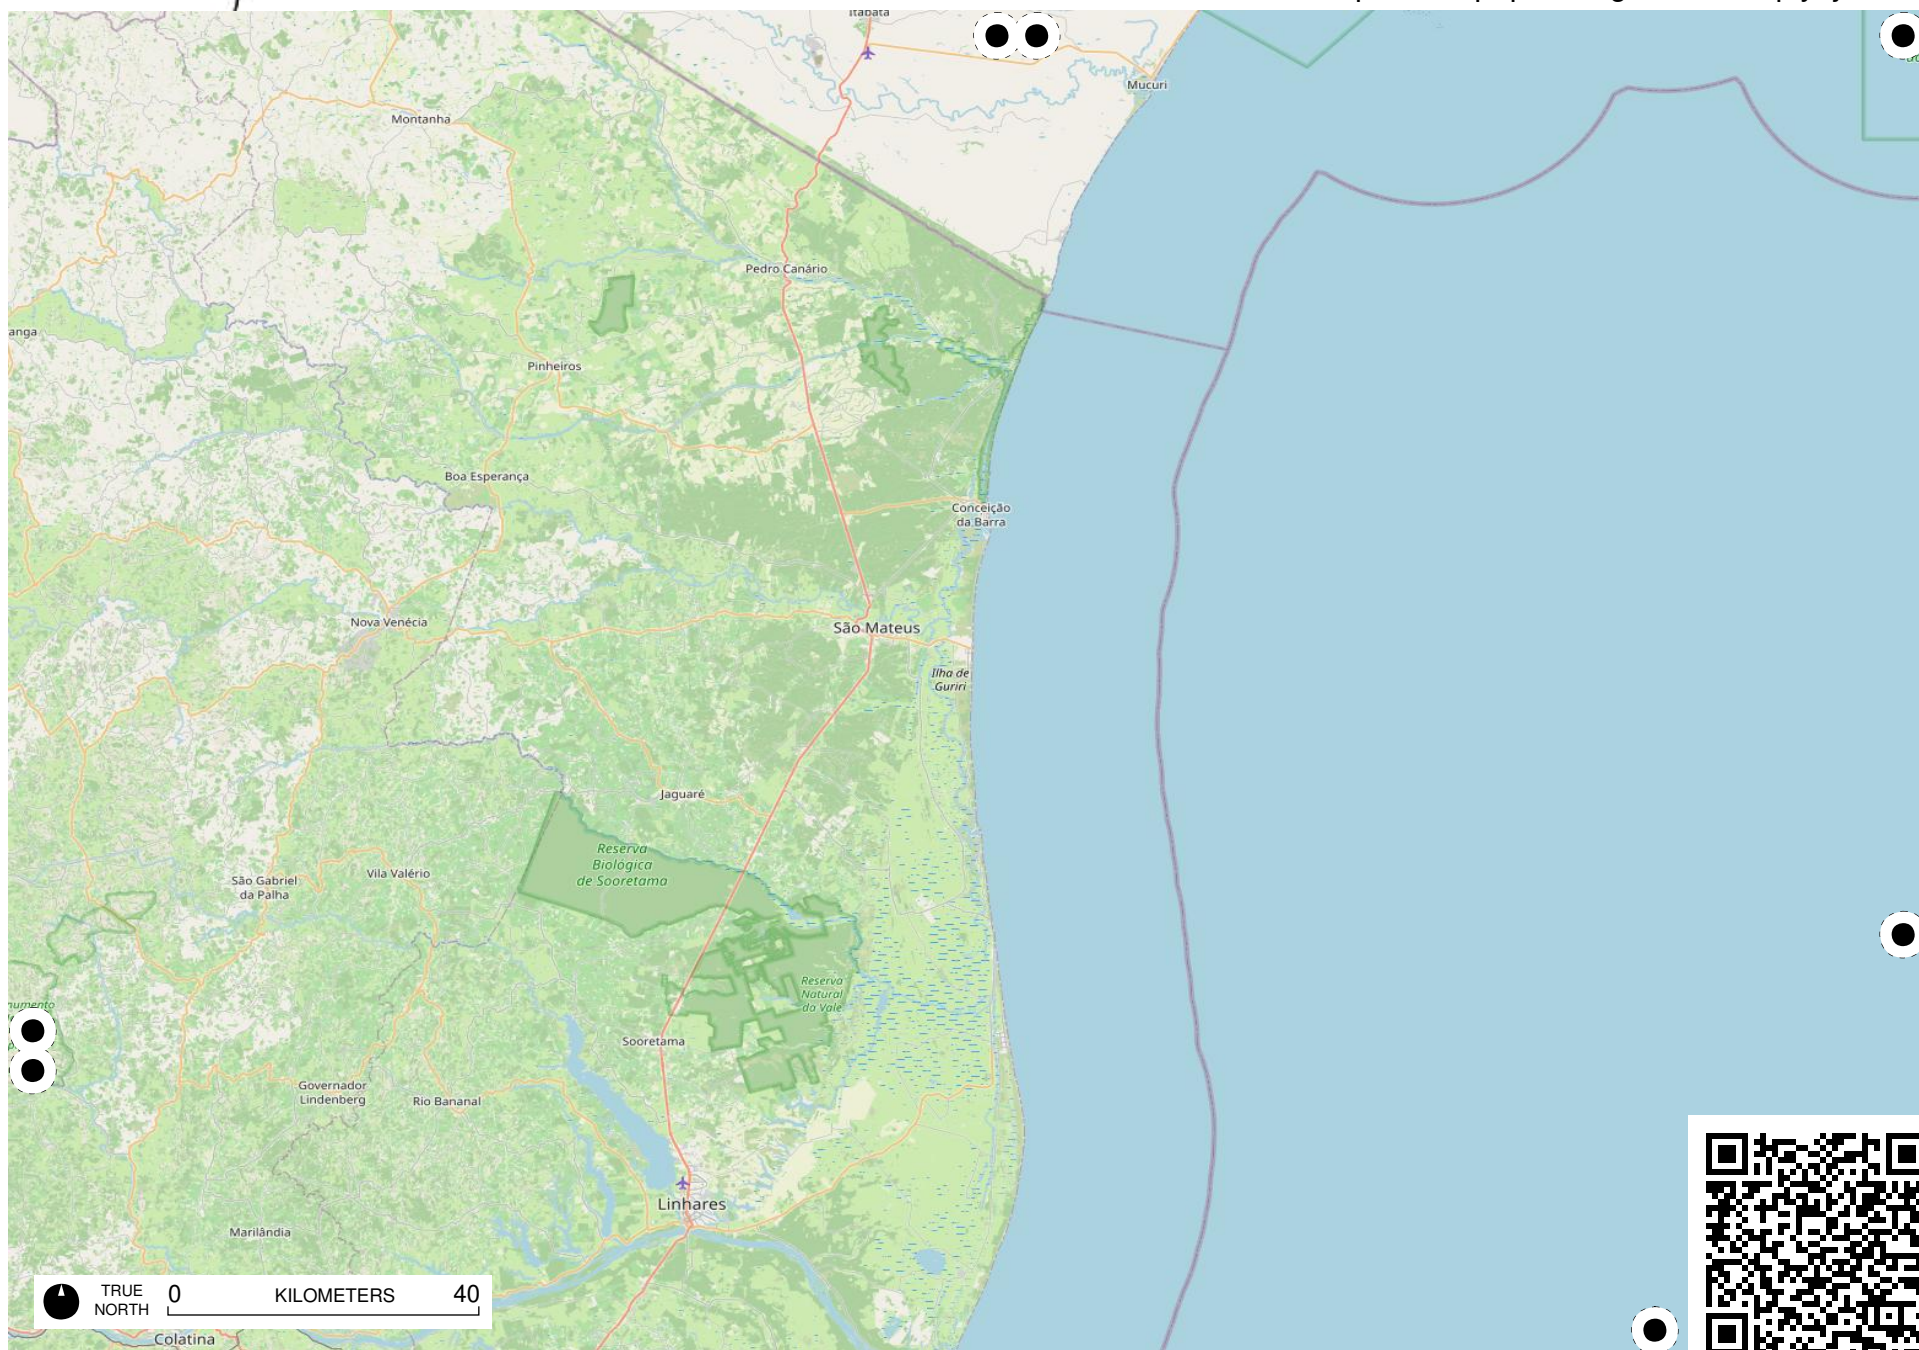 Itabatã
Mucuri
Montanha
Pedro Canário
anga
Pinheiros
Boa Esperança
Conceição
da Barra
Nova Venécia
São Mateus
Ilha de
Guriri
Jaguaré
Reserva
Biológica
de Sooretama
Vila Valério
São Gabriel
da Palha
Reserva
Natural
da Vale
numento
Sooretama
Governador
Lindenberg
Rio Bananal
Linhares
Marilândia
TRUE
NORTH
0 KILOMETERS 40
Colatina